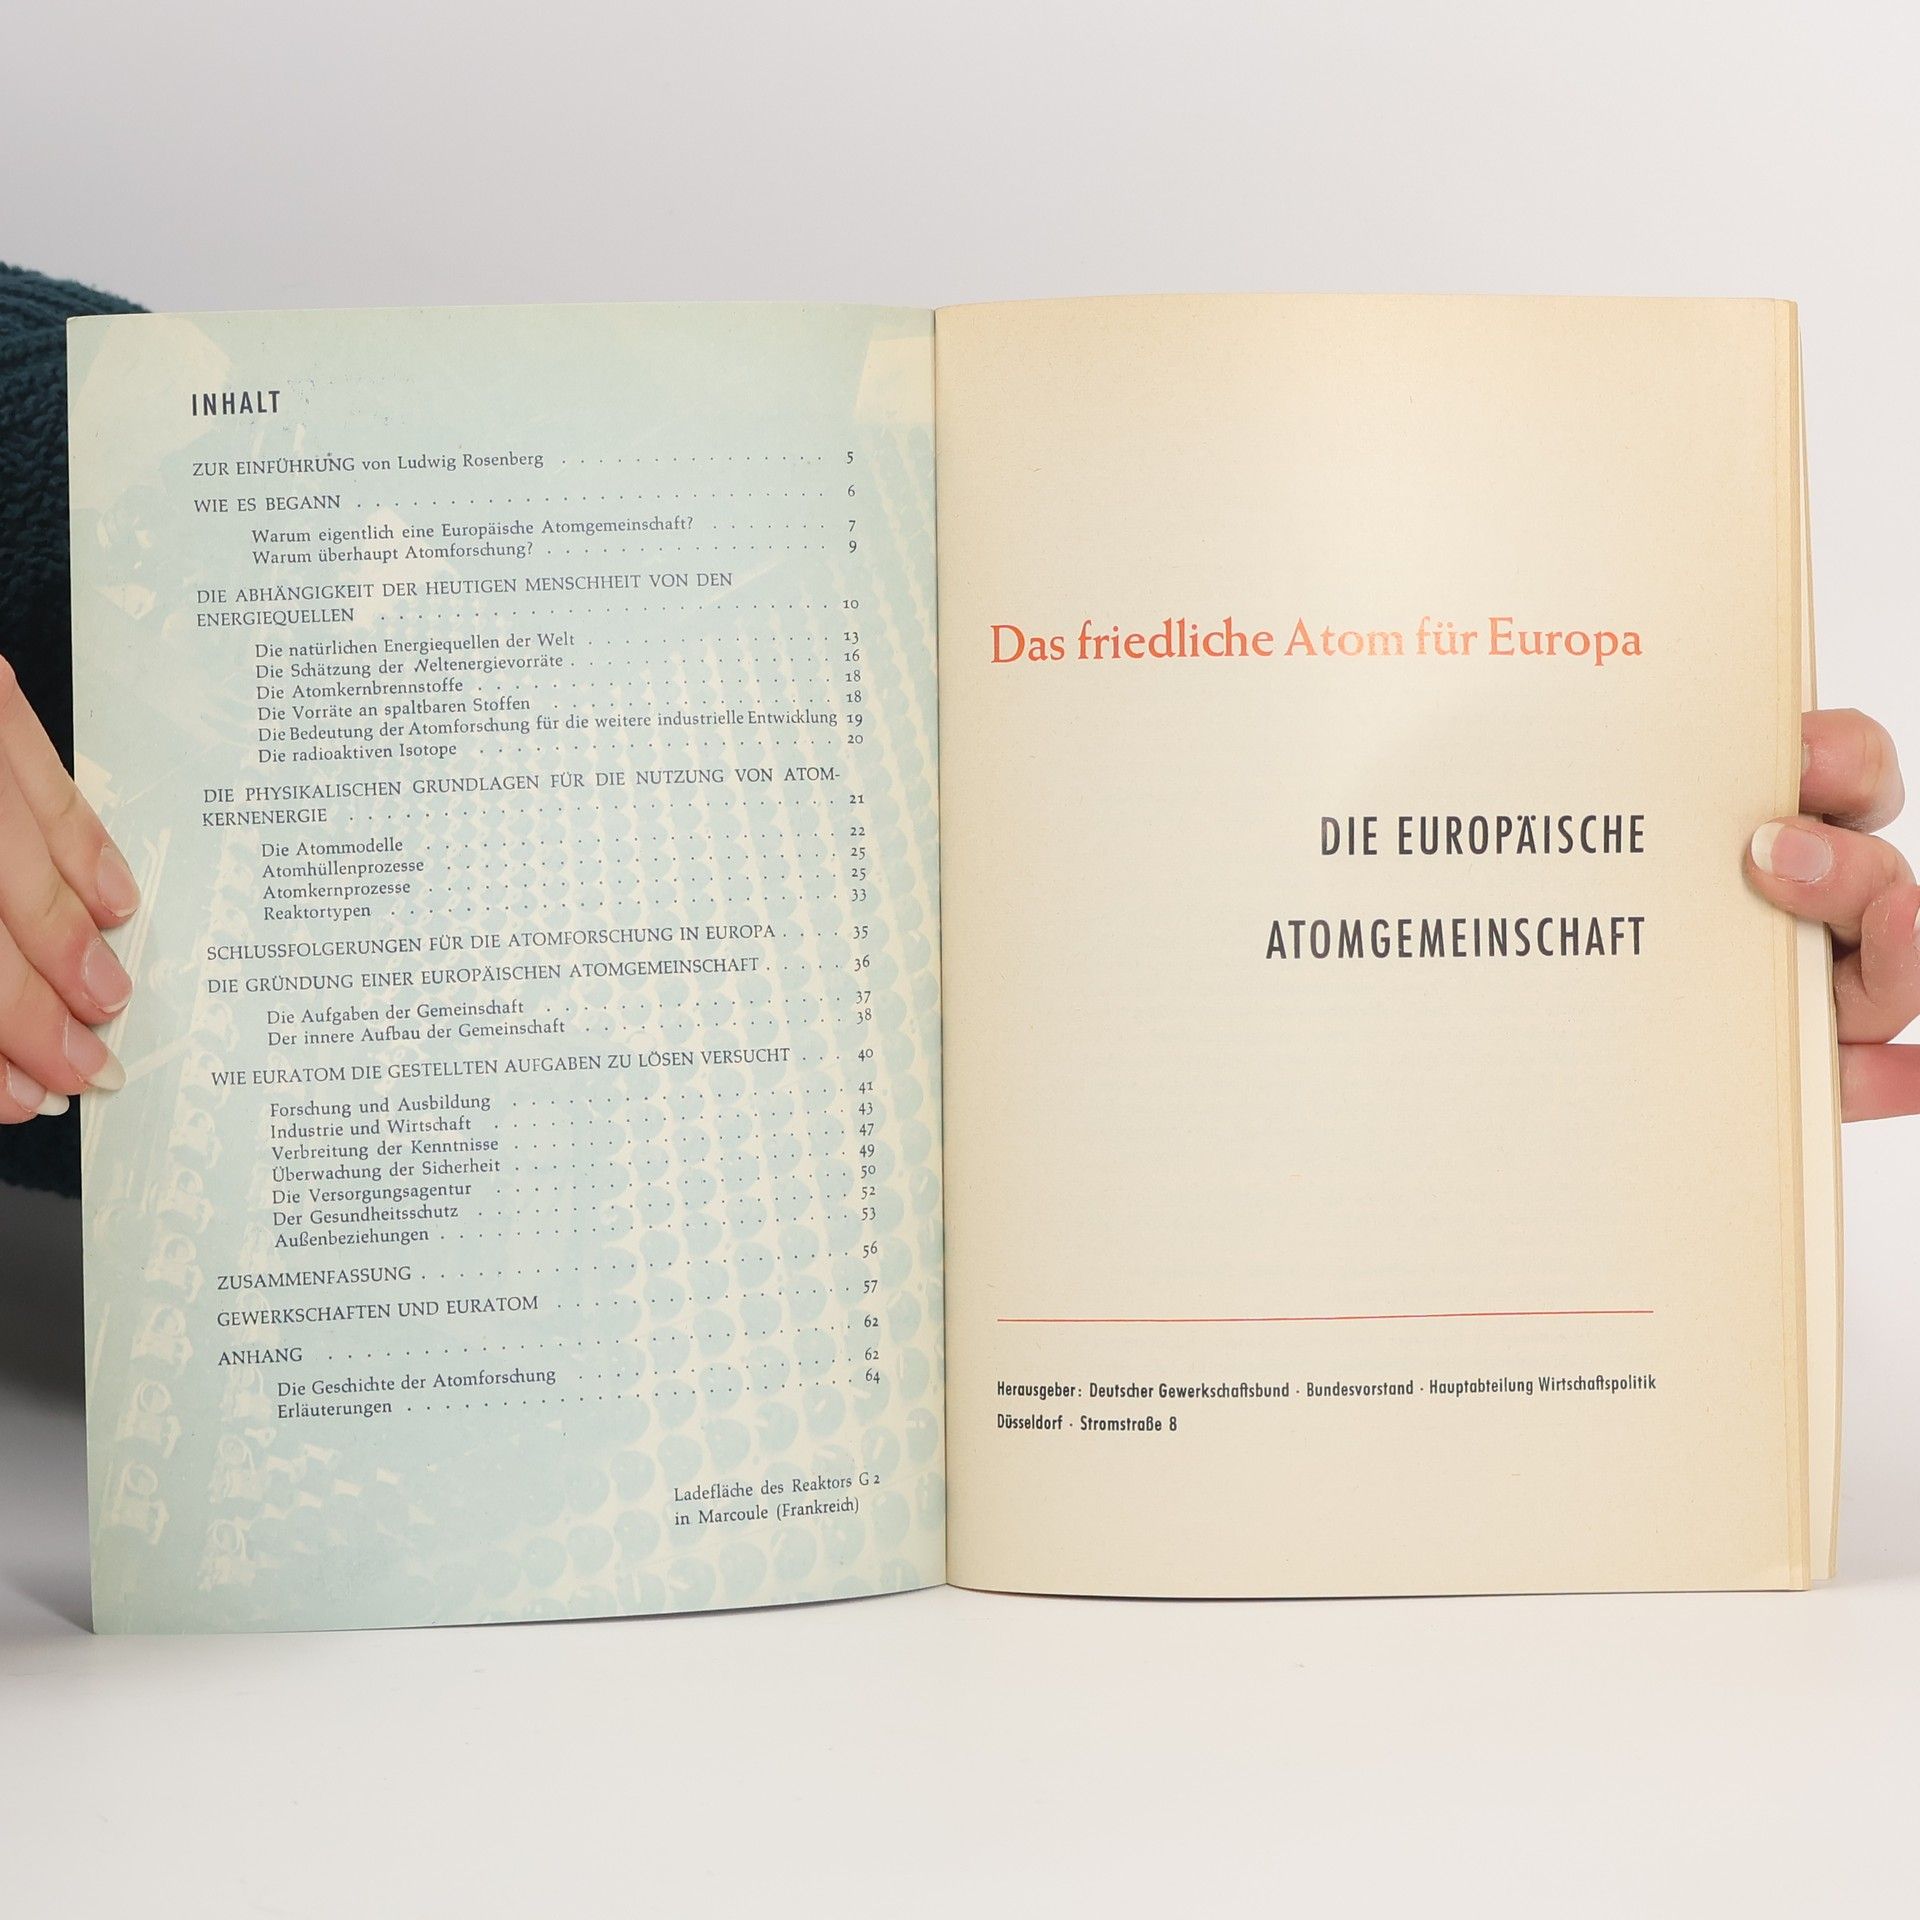 INHALT
ZUR EINFÜHRUNG von Ludwig Rosenberg . . . . . . . . . . . . . . . 5
WIE ES BEGANN . . . . . . . . . . . . . . . . . . . . . . . . . . 6
Warum eigentlich eine Europäische Atomgemeinschaft? . . . . . . . 7
Warum überhaupt Atomforschung? . . . . . . . . . . . . . . . . 9
DIE ABHÄNGIGKEIT DER HEUTIGEN MENSCHHEIT VON DEN
ENERGIEQUELLEN . . . . . . . . . . . . . . . . . . . . . . . . . 10
Die natürlichen Energiequellen der Welt . . . . . . . . . . . . . . 13
Die Schätzung der Weltenergievorräte . . . . . . . . . . . . . . . 16
Die Atomkernbrennstoffe . . . . . . . . . . . . . . . . . . . . 18
Die Vorräte an spaltbaren Stoffen . . . . . . . . . . . . . . . . 18
Die Bedeutung der Atomforschung für die weitere industrielle Entwicklung 19
Die radioaktiven Isotope . . . . . . . . . . . . . . . . . . . . 20
DIE PHYSIKALISCHEN GRUNDLAGEN FÜR DIE NUTZUNG VON ATOM-
KERNENERGIE . . . . . . . . . . . . . . . . . . . . . . . . . . 21
Die Atommodelle . . . . . . . . . . . . . . . . . . . . . . . 22
Atomhüllenprozesse . . . . . . . . . . . . . . . . . . . . . . 25
Atomkernprozesse . . . . . . . . . . . . . . . . . . . . . . . 25
Reaktortypen . . . . . . . . . . . . . . . . . . . . . . . . . 33
SCHLUSSFOLGERUNGEN FÜR DIE ATOMFORSCHUNG IN EUROPA . . . . 35
DIE GRÜNDUNG EINER EUROPÄISCHEN ATOMGEMEINSCHAFT . . . . . 36
Die Aufgaben der Gemeinschaft . . . . . . . . . . . . . . . . . 37
Der innere Aufbau der Gemeinschaft . . . . . . . . . . . . . . . 38
WIE EURATOM DIE GESTELLTEN AUFGABEN ZU LÖSEN VERSUCHT . . . 40
Forschung und Ausbildung . . . . . . . . . . . . . . . . . . . 41
Industrie und Wirtschaft . . . . . . . . . . . . . . . . . . . . 43
Verbreitung der Kenntnisse . . . . . . . . . . . . . . . . . . . 47
Überwachung der Sicherheit . . . . . . . . . . . . . . . . . . . 49
Die Versorgungsagentur . . . . . . . . . . . . . . . . . . . . 50
Der Gesundheitsschutz . . . . . . . . . . . . . . . . . . . . . 52
Außenbeziehungen . . . . . . . . . . . . . . . . . . . . . . . 53
ZUSAMMENFASSUNG . . . . . . . . . . . . . . . . . . . . . . . . 56
GEWERKSCHAFTEN UND EURATOM . . . . . . . . . . . . . . . . . 57
ANHANG . . . . . . . . . . . . . . . . . . . . . . . . . . . . 62
Die Geschichte der Atomforschung . . . . . . . . . . . . . . . . 62
Erläuterungen . . . . . . . . . . . . . . . . . . . . . . . . . 64
Ladefläche des Reaktors G 2
in Marcoule (Frankreich)
Das friedliche Atom für Europa
DIE EUROPÄISCHE
ATOMGEMEINSCHAFT
Herausgeber: Deutscher Gewerkschaftsbund · Bundesvorstand · Hauptabteilung Wirtschaftspolitik
Düsseldorf · Stromstraße 8